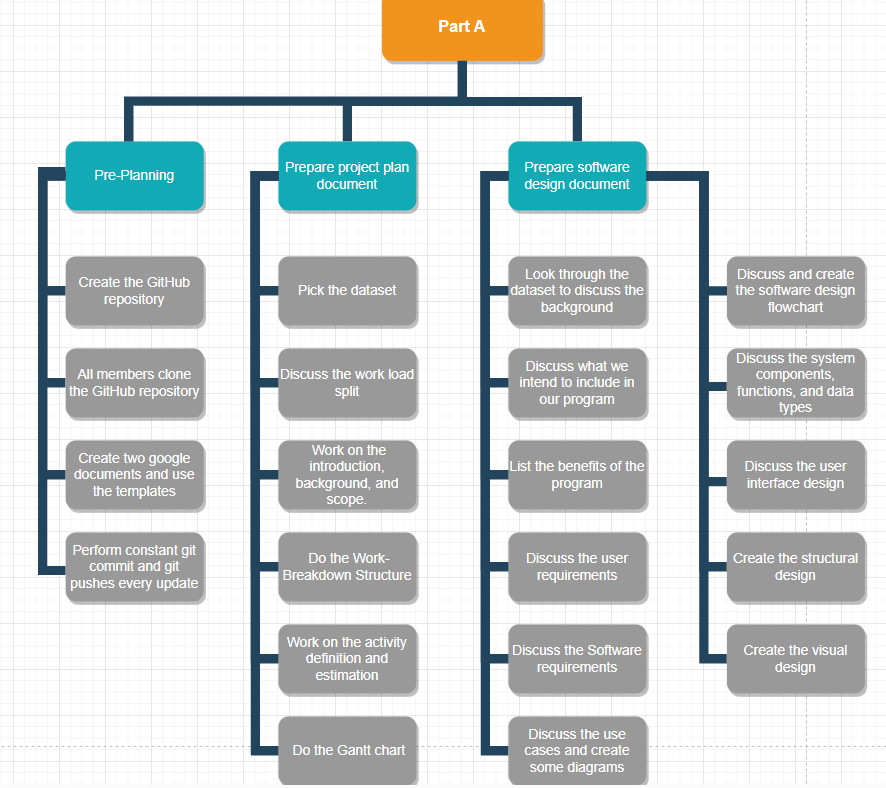 Part A
Pre-Planning
Create the GitHub
repository
All members clone
the GitHub repository
Create two google
documents and use
the templates
Perform constant git
commit and git
pushes every update
Prepare project plan
document
Pick the dataset
Discuss the work load
split
Work on the
introduction,
background, and
scope.
Do the Work-
Breakdown Structure
Work on the activity
definition and
estimation
Do the Gantt chart
Prepare software
design document
Look through the
dataset to discuss the
background
Discuss what we
intend to include in
our program
List the benefits of the
program
Discuss the user
requirements
Discuss the Software
requirements
Discuss the use
cases and create
some diagrams
Discuss and create
the software design
flowchart
Discuss the system
components,
functions, and data
types
Discuss the user
interface design
Create the structural
design
Create the visual
design